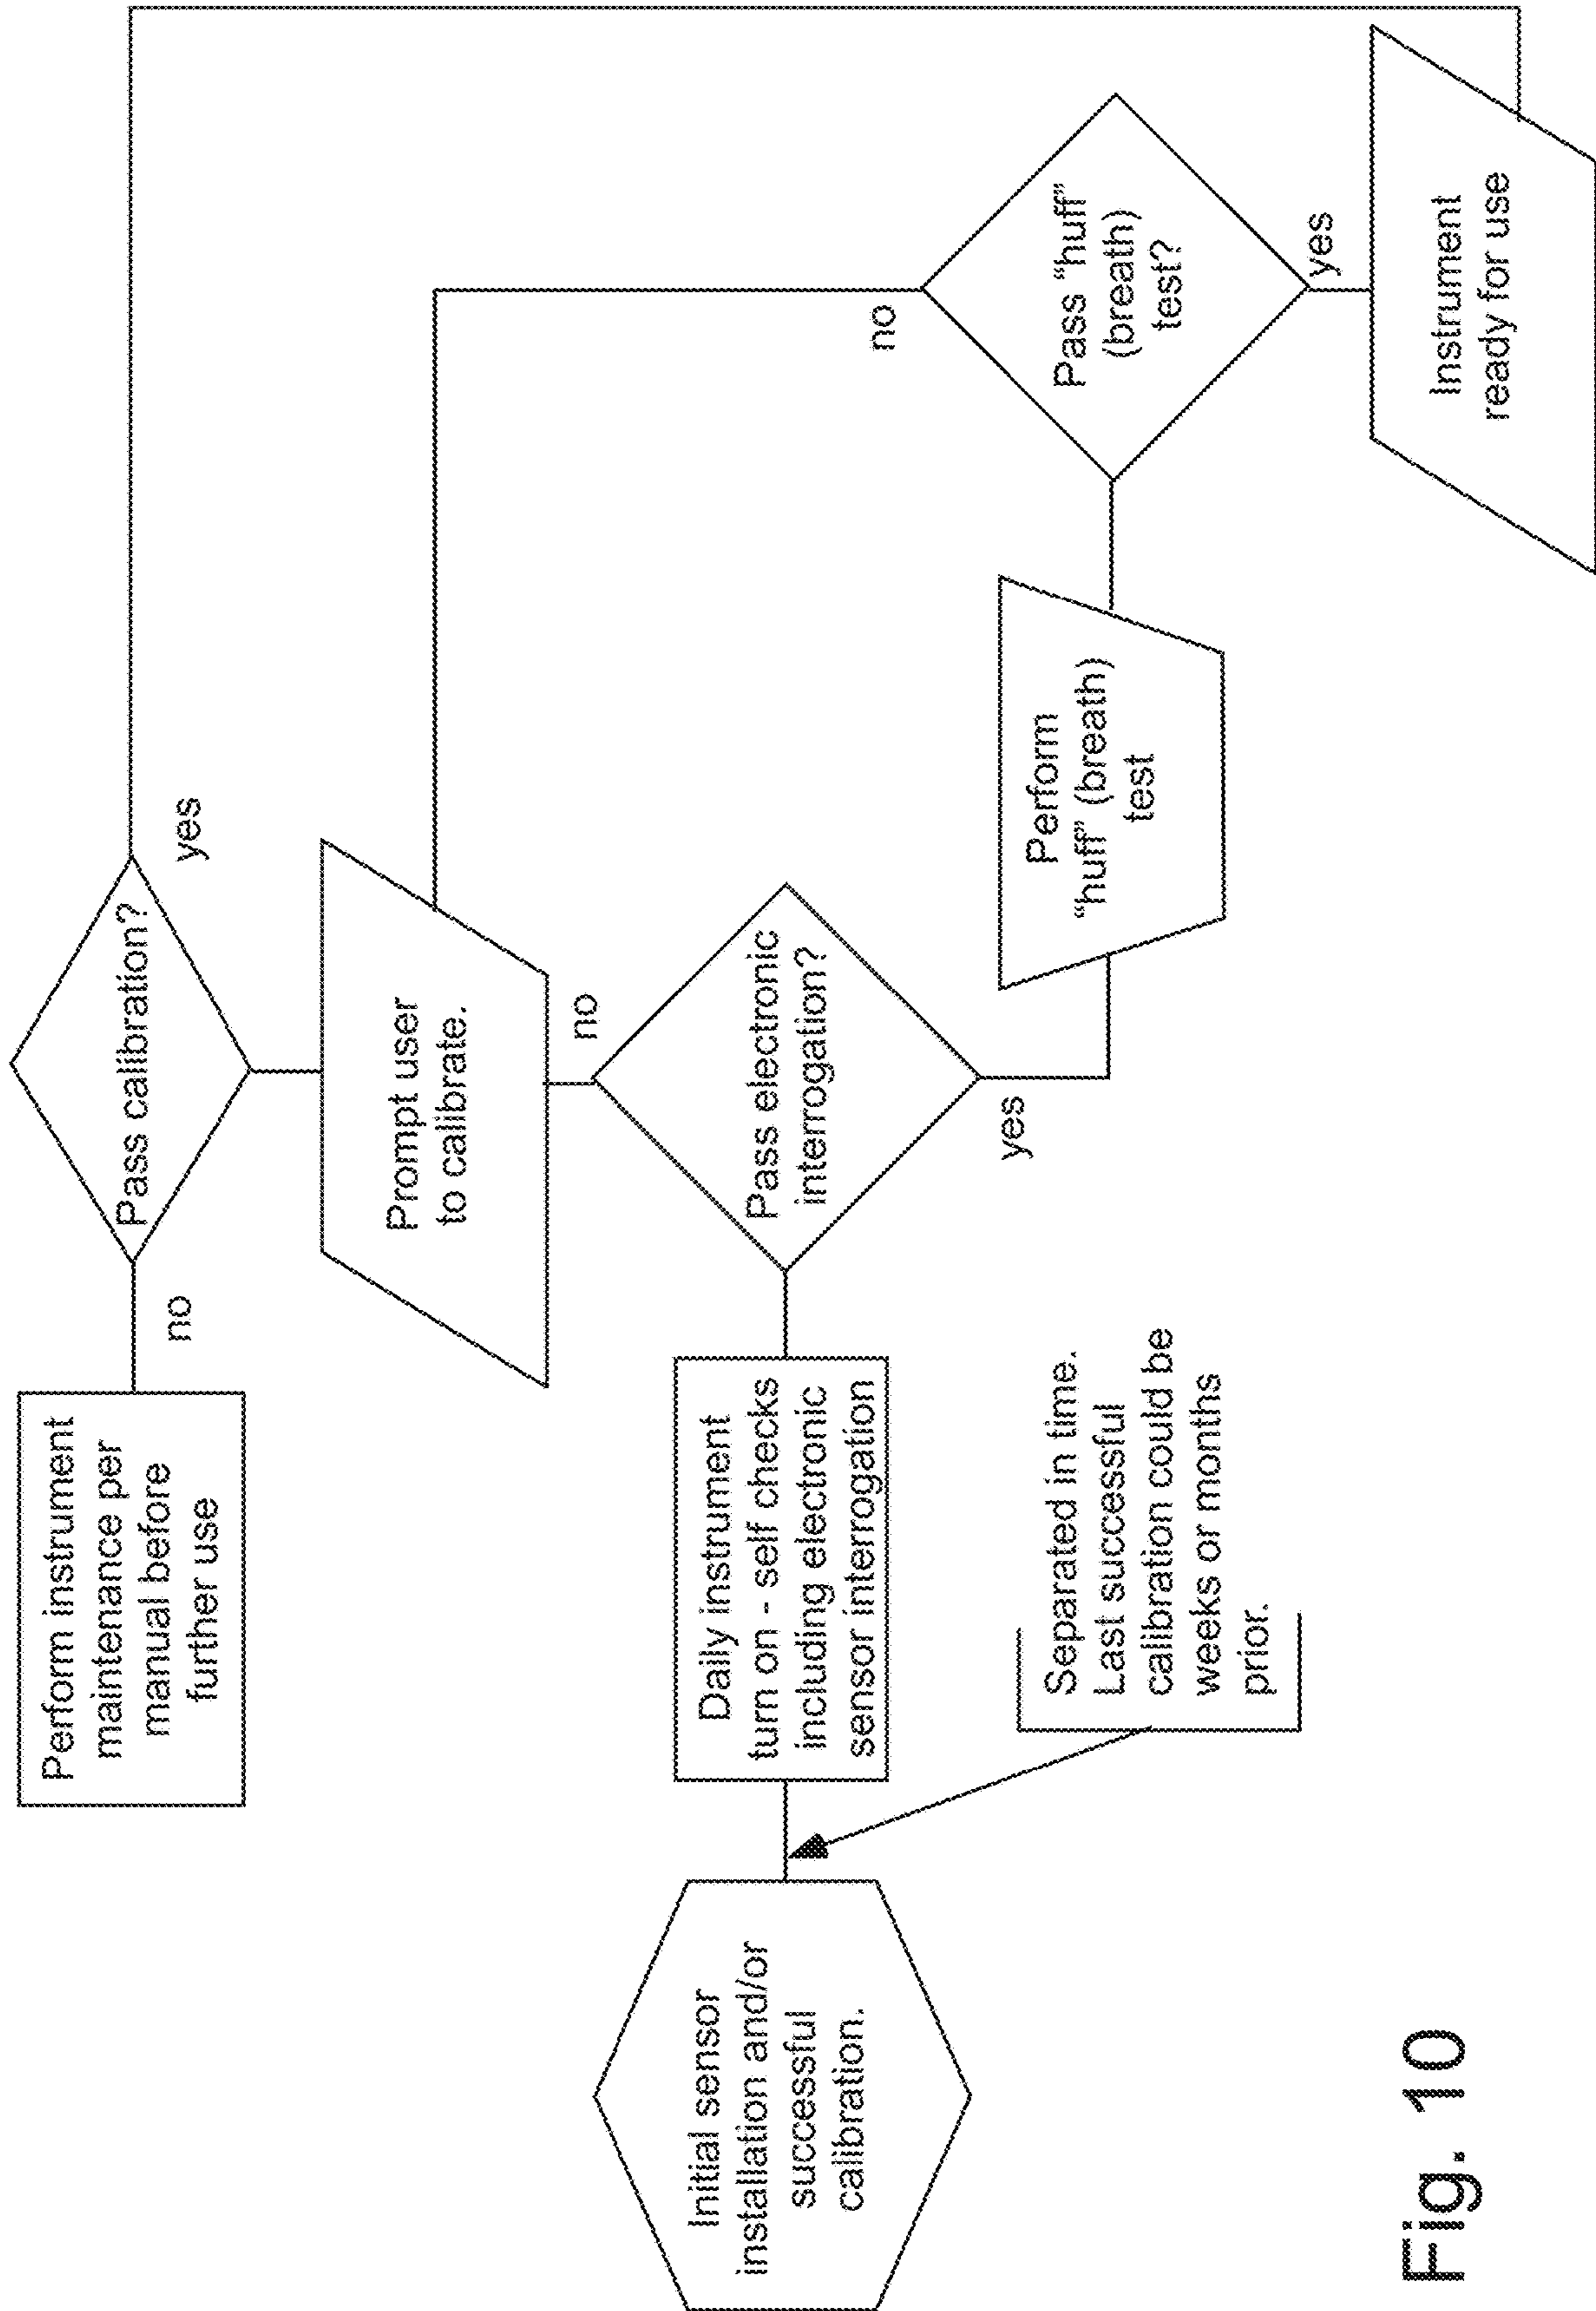 Perform instrument
maintenance per
manual before
further use
no
Pass calibration?
yes
Prompt user
to calibrate.
no
Initial sensor
installation and/or
successful
calibration.
Daily instrument
turn on - self checks
including electronic
sensor interrogation
Pass electronic
interrogation?
yes
Separated in time.
Last successful
calibration could be
weeks or months
prior.
Perform
“huff” (breath)
test
no
Pass “huff”
(breath)
test?
yes
Instrument
ready for use
Fig. 10